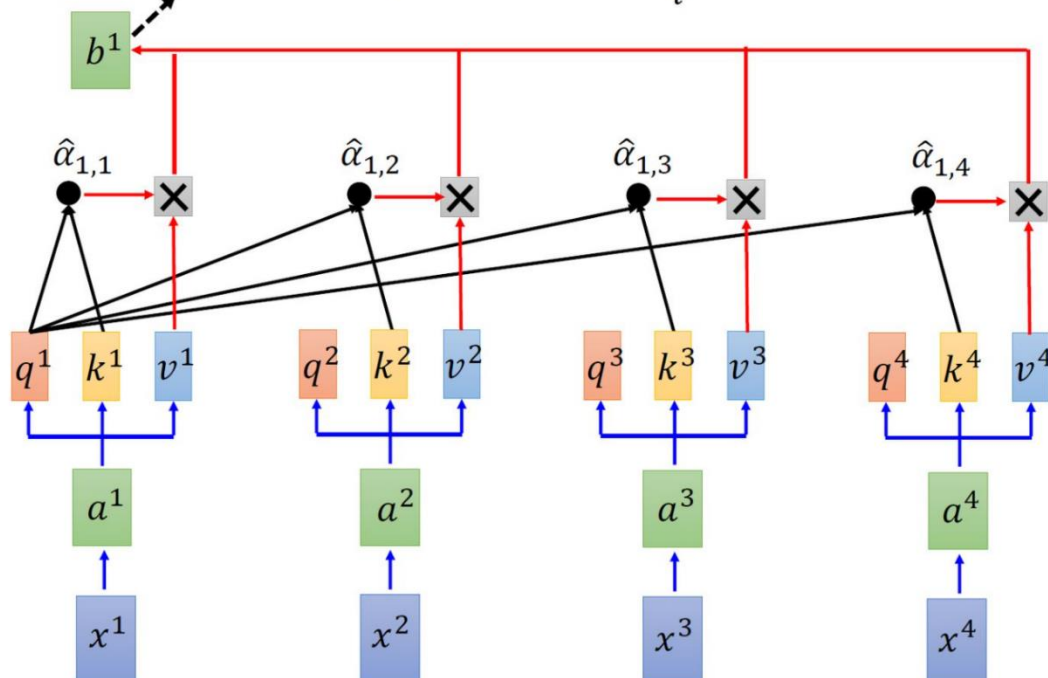 b¹
α̂₁,₁ α̂₁,₂ α̂₁,₃ α̂₁,₄
q¹ k¹ v¹ q² k² v² q³ k³ v³ q⁴ k⁴ v⁴
a¹ a² a³ a⁴
x¹ x² x³ x⁴